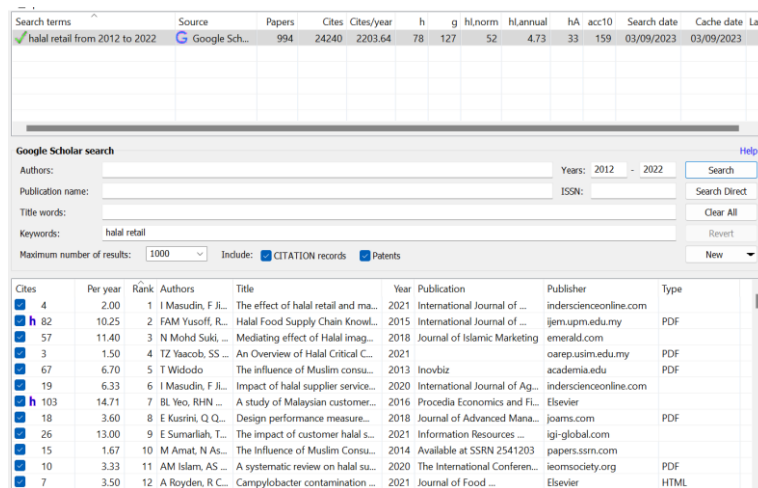 Search terms Source Papers Cites Cites/year h g hI,norm hI,annual hA acc10 Search date Cache date La
halal retail from 2012 to 2022 Google Sch... 994 24240 2203.64 78 127 52 4.73 33 159 03/09/2023 03/09/2023
Google Scholar search Help
Authors: Years: 2012 - 2022 Search
Publication name: ISSN: Search Direct
Title words: Clear All
Keywords: halal retail Revert
Maximum number of results: 1000 Include: CITATION records Patents New
Cites Per year Rank Authors Title Year Publication Publisher Type
4 2.00 1 I Masudin, F Ji... The effect of halal retail and ma... 2021 International Journal of ... inderscienceonline.com
h 82 10.25 2 FAM Yusoff, R... Halal Food Supply Chain Knowl... 2015 International Journal of ... ijem.upm.edu.my PDF
57 11.40 3 N Mohd Suki, ... Mediating effect of Halal imag... 2018 Journal of Islamic Marketing emerald.com
3 1.50 4 TZ Yaacob, SS ... An Overview of Halal Critical C... 2021 oarep.usim.edu.my PDF
67 6.70 5 T Widodo The influence of Muslim consu... 2013 Inovbiz academia.edu PDF
19 6.33 6 I Masudin, F Ji... Impact of halal supplier service... 2020 International Journal of Ag... inderscienceonline.com
h 103 14.71 7 BL Yeo, RHN ... A study of Malaysian customer... 2016 Procedia Economics and Fi... Elsevier
18 3.60 8 E Kusrini, Q Q... Design performance measure... 2018 Journal of Advanced Mana... joams.com PDF
26 13.00 9 E Sumarliah, T... The impact of customer halal s... 2021 Information Resources ... igi-global.com
15 1.67 10 M Amat, N As... The Influence of Muslim Consu... 2014 Available at SSRN 2541203 papers.ssrn.com
10 3.33 11 AM Islam, AS ... A systematic review on halal su... 2020 The International Conferen... ieomsociety.org PDF
7 3.50 12 A Royden, R C... Campylobacter contamination ... 2021 Journal of Food ... Elsevier HTML